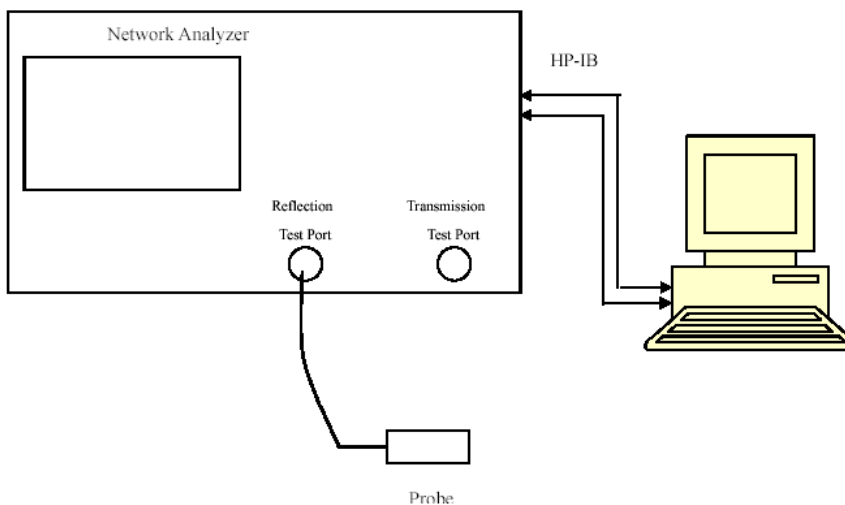 Network Analyzer
HP-IB
Reflection
Test Port
Transmission
Test Port
Probe